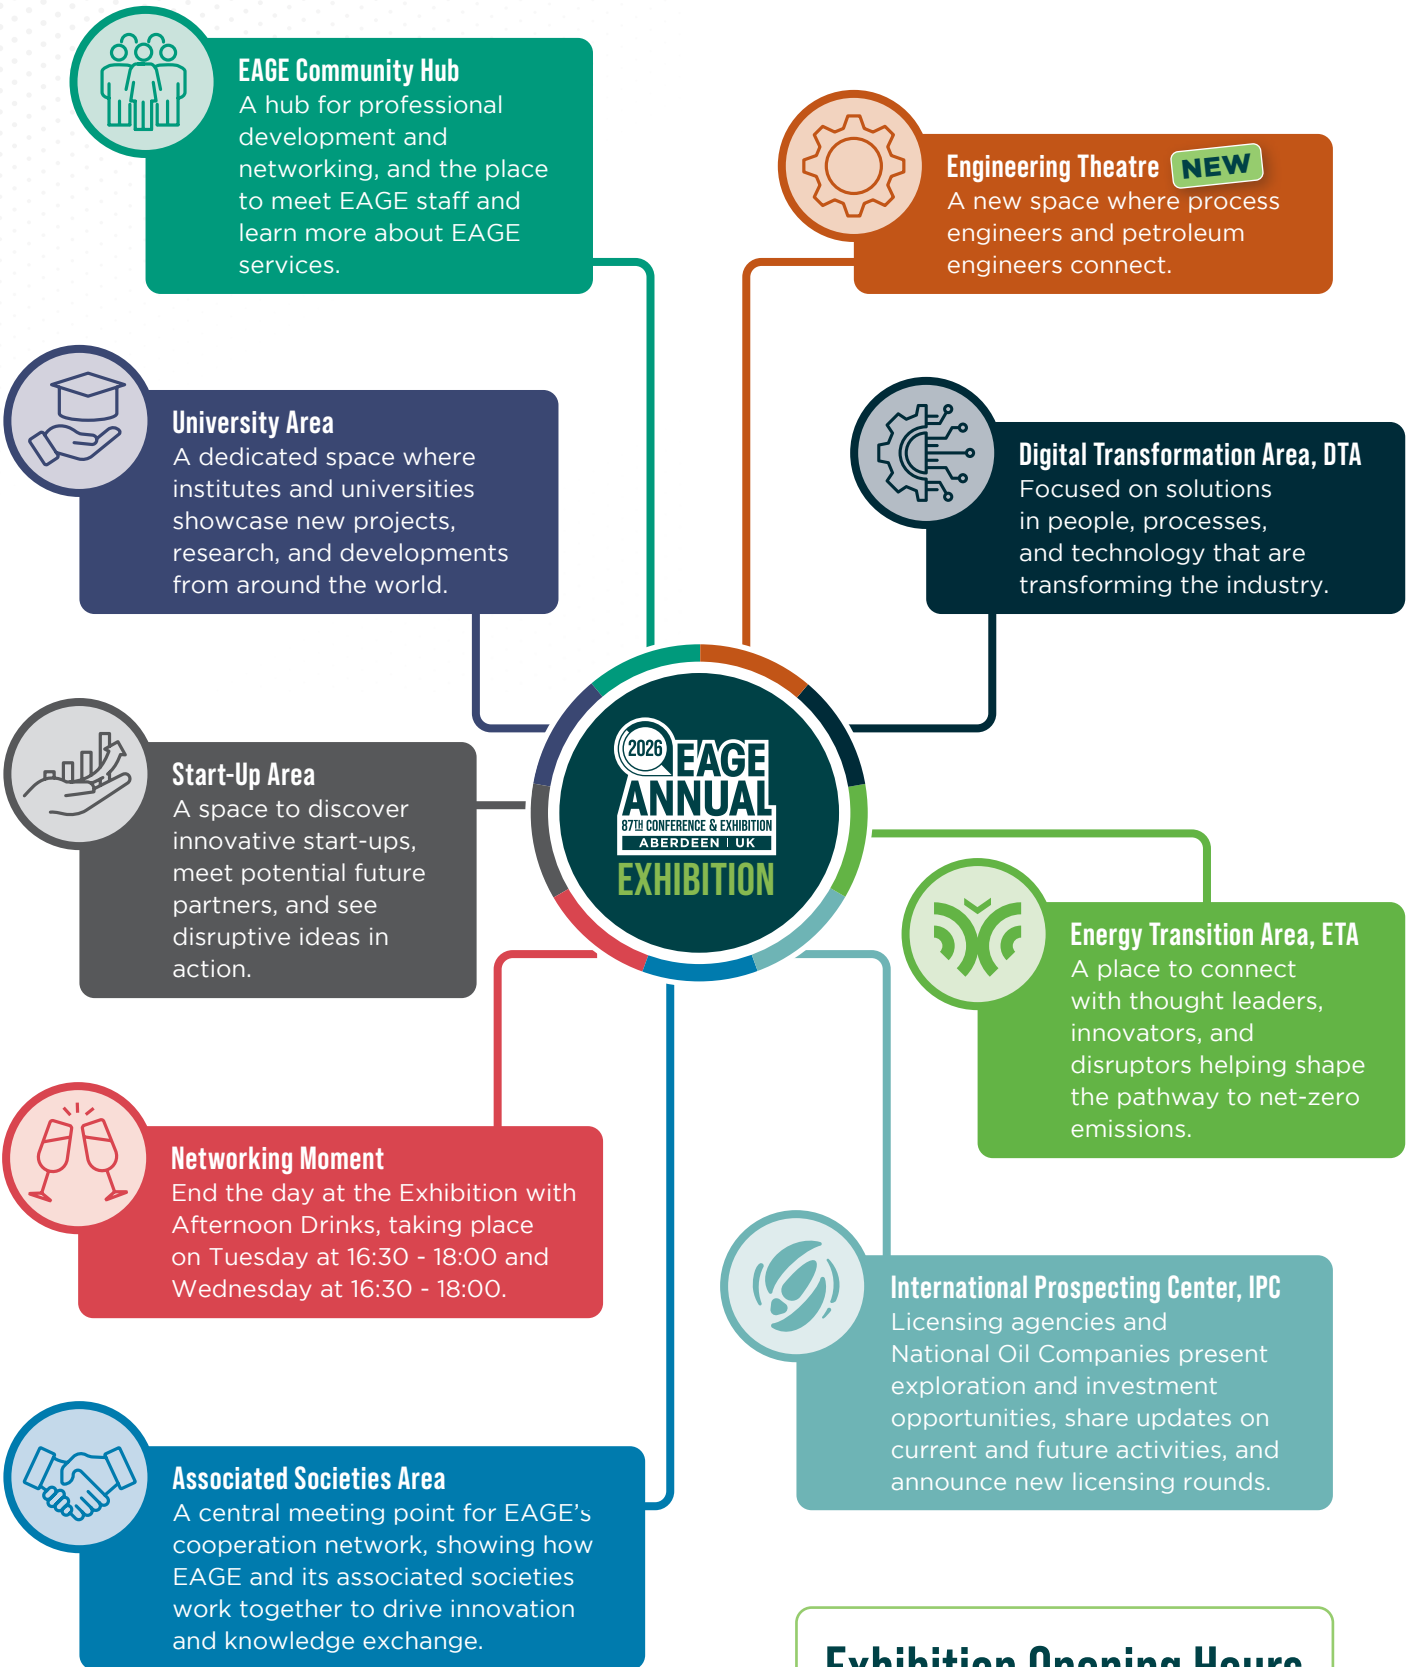 EAGE Community Hub
A hub for professional
development and
networking, and the place
to meet EAGE staff and
learn more about EAGE
services.
Engineering Theatre NEW
A new space where process
engineers and petroleum
engineers connect.
University Area
A dedicated space where
institutes and universities
showcase new projects,
research, and developments
from around the world.
Digital Transformation Area, DTA
Focused on solutions
in people, processes,
and technology that are
transforming the industry.
Start-Up Area
A space to discover
innovative start-ups,
meet potential future
partners, and see
disruptive ideas in
action.
2026 EAGE
ANNUAL
87TH CONFERENCE & EXHIBITION
ABERDEEN | UK
EXHIBITION
Energy Transition Area, ETA
A place to connect
with thought leaders,
innovators, and
disruptors helping shape
the pathway to net-zero
emissions.
Networking Moment
End the day at the Exhibition with
Afternoon Drinks, taking place
on Tuesday at 16:30 - 18:00 and
Wednesday at 16:30 - 18:00.
International Prospecting Center, IPC
Licensing agencies and
National Oil Companies present
exploration and investment
opportunities, share updates on
current and future activities, and
announce new licensing rounds.
Associated Societies Area
A central meeting point for EAGE's
cooperation network, showing how
EAGE and its associated societies
work together to drive innovation
and knowledge exchange.
Exhibition Opening Hours